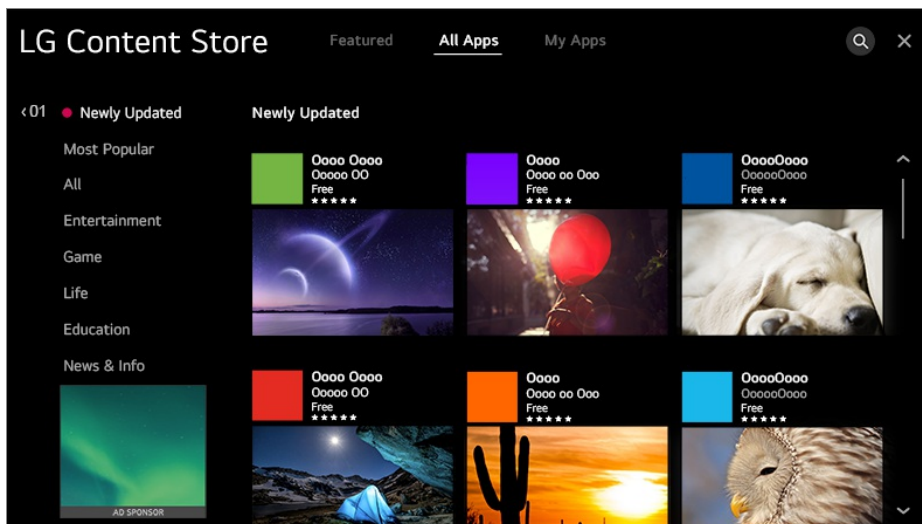 LG Content Store
Featured
All Apps
My Apps
‹01
Newly Updated
Most Popular
All
Entertainment
Game
Life
Education
News & Info
AD SPONSOR
Newly Updated
Oooo Oooo
Ooooo OO
Free
★★★★★
Oooo
Oooo oo Ooo
Free
★★★★★
OoooOooo
OooooOooo
Free
★★★★★
Oooo Oooo
Ooooo OO
Free
★★★★★
Oooo
Oooo oo Ooo
Free
★★★★★
OoooOooo
OooooOooo
Free
★★★★★